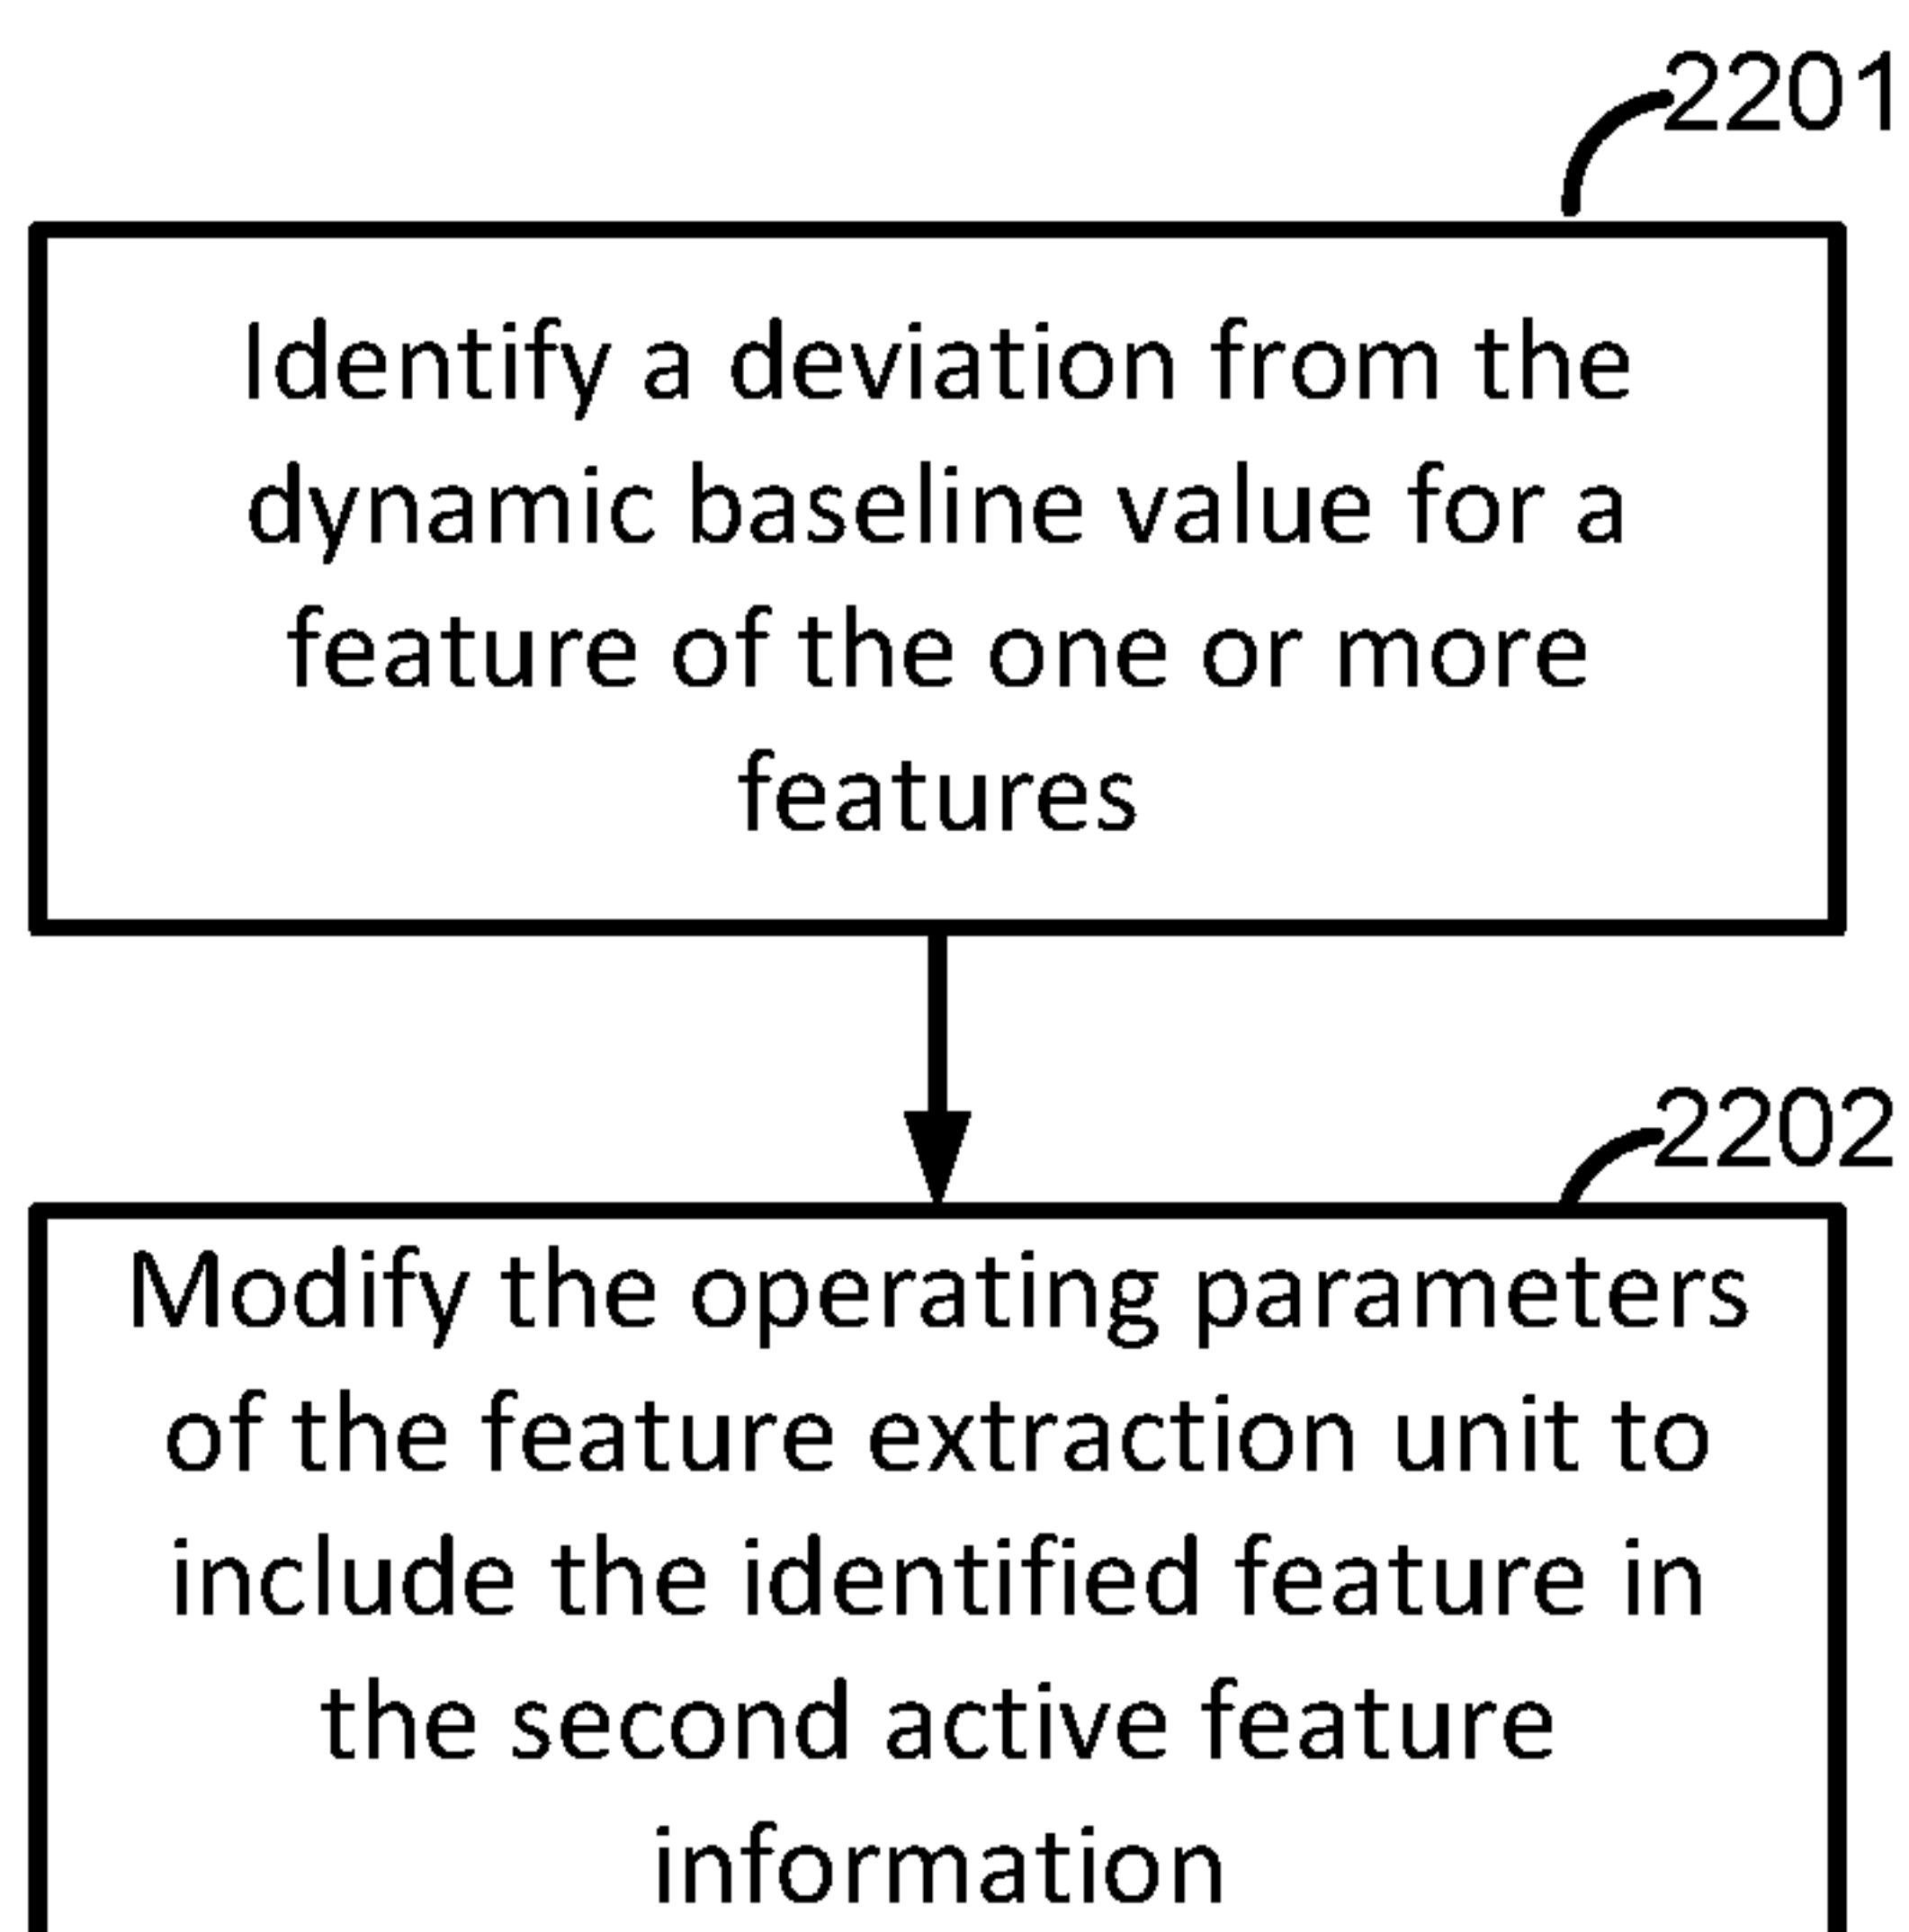 2201
Identify a deviation from the
dynamic baseline value for a
feature of the one or more
features
2202
Modify the operating parameters
of the feature extraction unit to
include the identified feature in
the second active feature
information